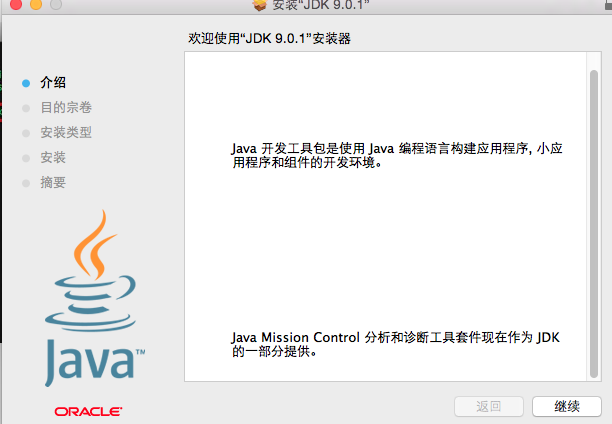 安装“JDK 9.0.1”
欢迎使用“JDK 9.0.1”安装器
介绍
目的宗卷
安装类型
安装
摘要
Java 开发工具包是使用 Java 编程语言构建应用程序, 小应
用程序和组件的开发环境。
Java Mission Control 分析和诊断工具套件现在作为 JDK
的一部分提供。
Java™
ORACLE®
返回
继续